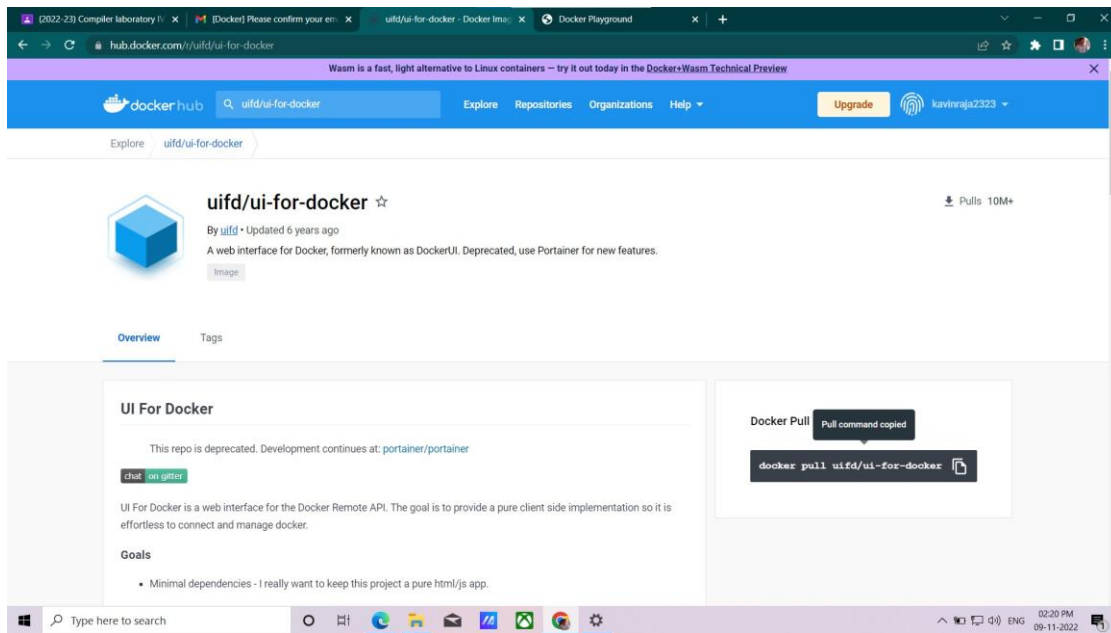 (2022-23) Compiler laboratory IV
[Docker] Please confirm your em
uifd/ui-for-docker - Docker Imag
Docker Playground
hub.docker.com/r/uifd/ui-for-docker
Wasm is a fast, light alternative to Linux containers — try it out today in the Docker+Wasm Technical Preview
dockerhub
uifd/ui-for-docker
Explore
Repositories
Organizations
Help
Upgrade
kavinraja2323
Explore
uifd/ui-for-docker
uifd/ui-for-docker
Pulls 10M+
By uifd • Updated 6 years ago
A web interface for Docker, formerly known as DockerUI. Deprecated, use Portainer for new features.
Image
Overview
Tags
UI For Docker
This repo is deprecated. Development continues at: portainer/portainer
chat on gitter
UI For Docker is a web interface for the Docker Remote API. The goal is to provide a pure client side implementation so it is
effortless to connect and manage docker.
Goals
• Minimal dependencies - I really want to keep this project a pure html/js app.
Docker Pull
Pull command copied
docker pull uifd/ui-for-docker
Type here to search
ENG
02:20 PM
09-11-2022